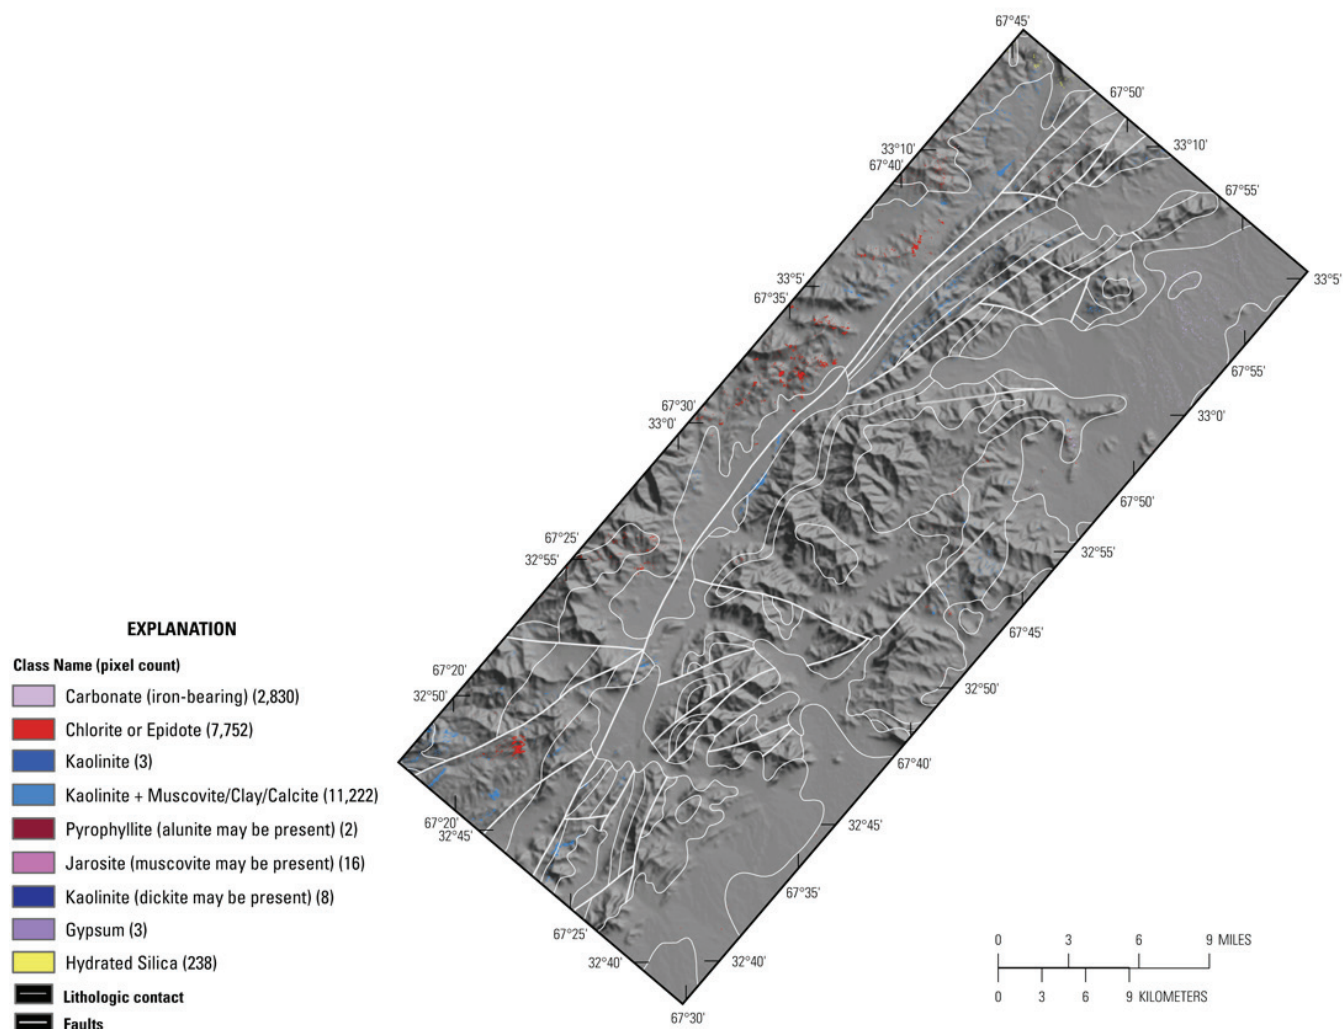 67°45'
67°50'
33°10'
67°40'
33°10'
67°55'
33°5'
67°35'
33°5'
67°55'
67°30'
33°0'
33°0'
67°50'
67°25'
32°55'
32°55'
67°45'
67°20'
32°50'
32°50'
67°40'
67°20'
32°45'
32°45'
67°35'
67°25'
32°40'
32°40'
67°30'
EXPLANATION
Class Name (pixel count)
Carbonate (iron-bearing) (2,830)
Chlorite or Epidote (7,752)
Kaolinite (3)
Kaolinite + Muscovite/Clay/Calcite (11,222)
Pyrophyllite (alunite may be present) (2)
Jarosite (muscovite may be present) (16)
Kaolinite (dickite may be present) (8)
Gypsum (3)
Hydrated Silica (238)
Lithologic contact
Faults
0 3 6 9 MILES
0 3 6 9 KILOMETERS